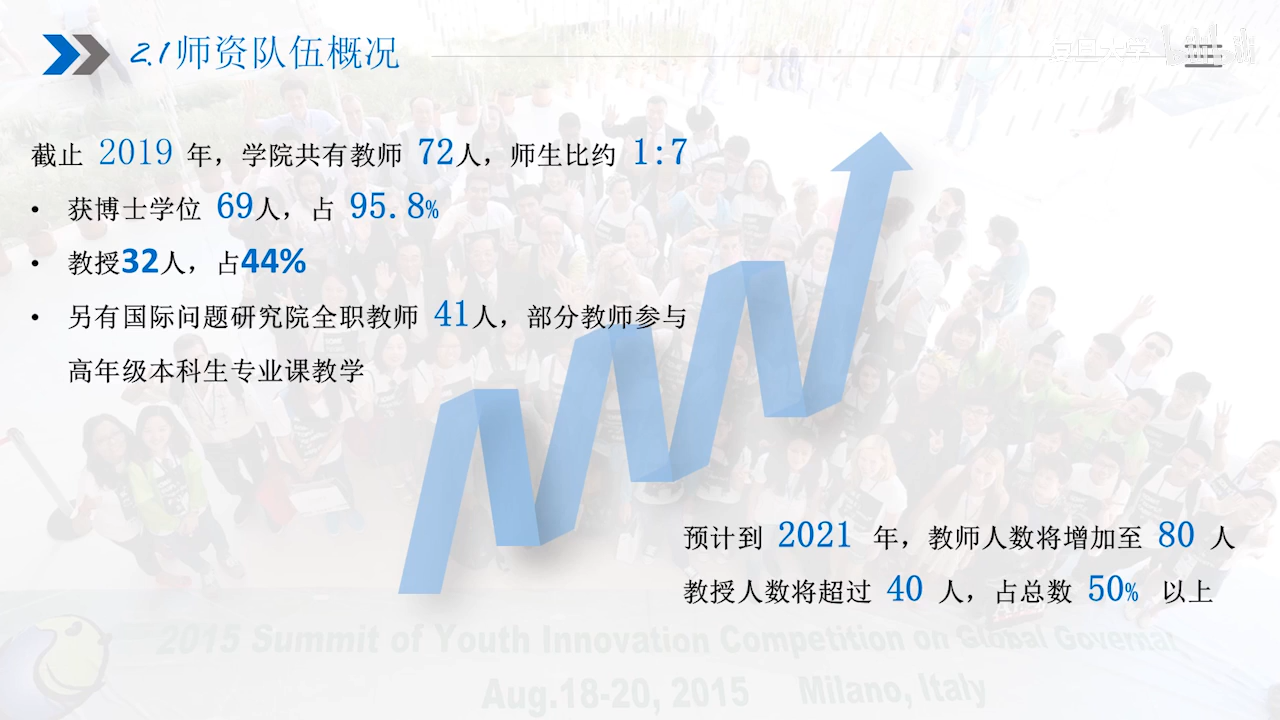 2.1师资队伍概况
复旦大学
截止 2019 年，学院共有教师 72人，师生比约 1:7
• 获博士学位 69人，占 95.8%
• 教授32人，占44%
• 另有国际问题研究院全职教师 41人，部分教师参与
高年级本科生专业课教学
预计到 2021 年，教师人数将增加至 80 人
教授人数将超过 40 人，占总数 50% 以上
2015 Summit of Youth Innovation Competition on Global Governan
Aug.18-20, 2015 Milano, Italy